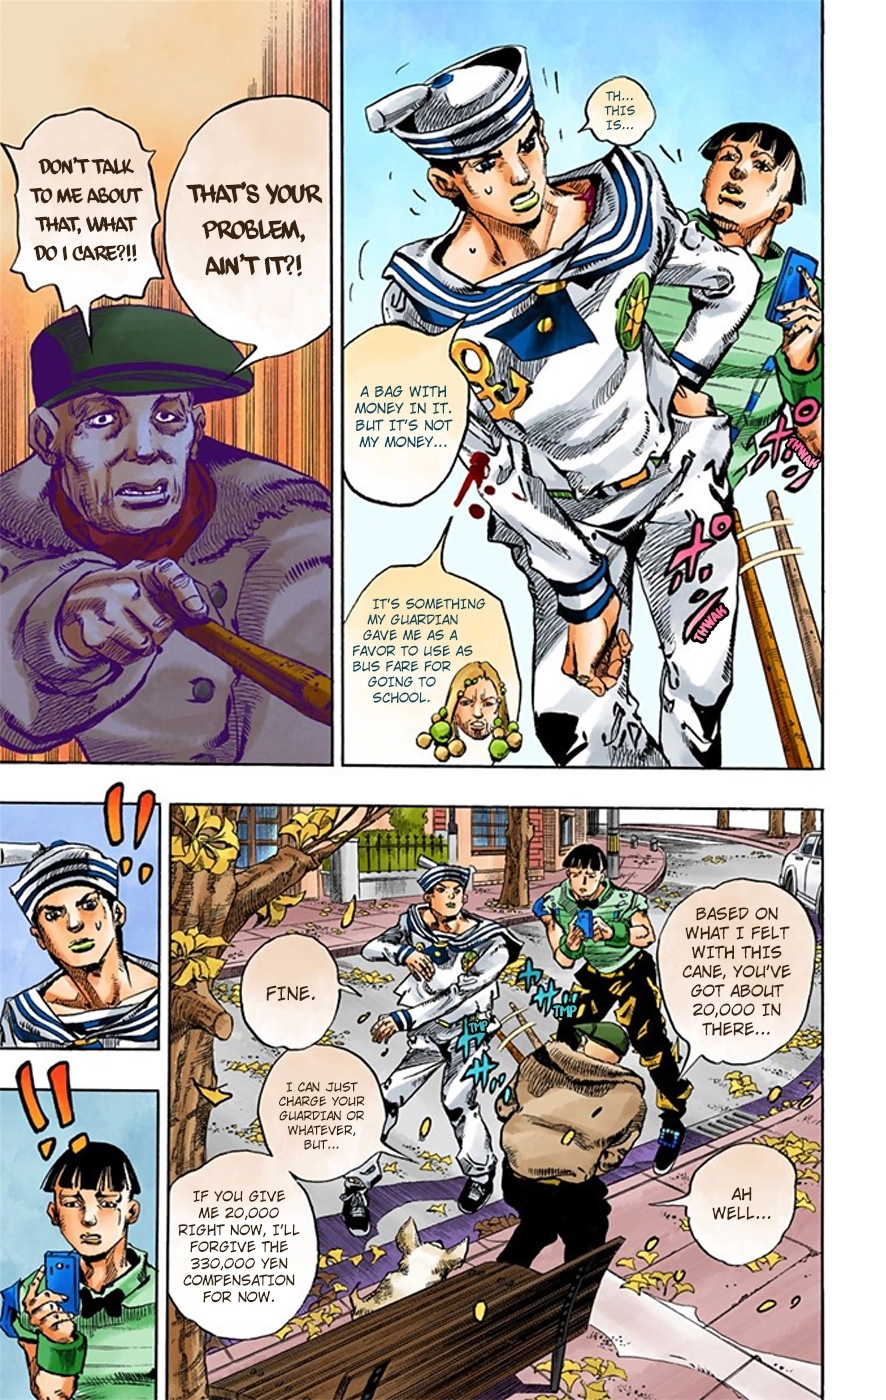 TH...
THIS
IS...
A BAG WITH
MONEY IN IT.
BUT IT'S NOT
MY MONEY...
THWAK
THWAK
IT'S SOMETHING
MY GUARDIAN
GAVE ME AS A
FAVOR TO USE AS
BUS FARE FOR
GOING TO
SCHOOL.
THAT'S YOUR
PROBLEM,
AIN'T IT?!
DON'T TALK
TO ME ABOUT
THAT, WHAT
DO I CARE?!!
!!
!!
BASED ON
WHAT I FELT
WITH THIS
CANE, YOU'VE
GOT ABOUT
20,000 IN
THERE...
TMP
TMP
AH
WELL...
FINE.
I CAN JUST
CHARGE YOUR
GUARDIAN OR
WHATEVER,
BUT...
IF YOU GIVE
ME 20,000
RIGHT NOW, I'LL
FORGIVE THE
330,000 YEN
COMPENSATION
FOR NOW.